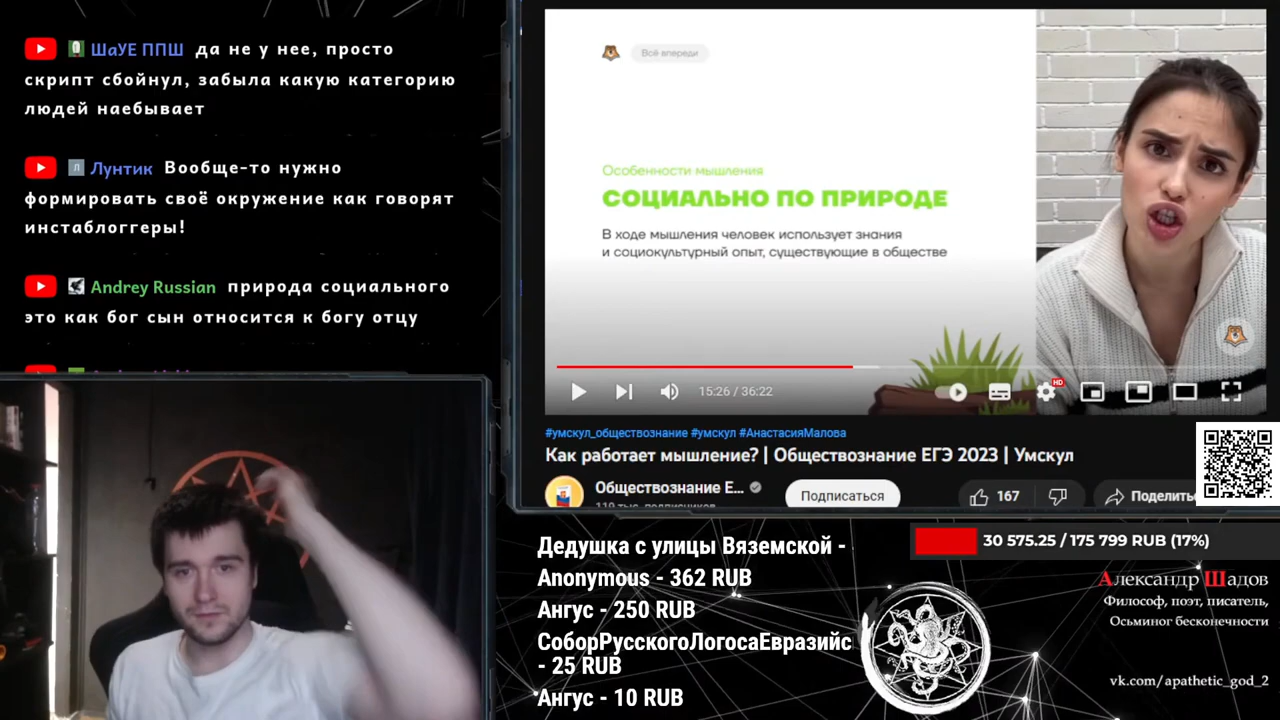 ШаУЕ ППШ да не у нее, просто
скрипт сбойнул, забыла какую категорию
людей наебывает
Лунтик Вообще-то нужно
формировать своё окружение как говорят
инстаблоггеры!
Andrey Russian природа социального
это как бог сын относится к богу отцу
Всё впереди
Особенности мышления
СОЦИАЛЬНО ПО ПРИРОДЕ
В ходе мышления человек использует знания
и социокультурный опыт, существующие в обществе
15:26 / 36:22
HD
#умскул_обществознание #умскул #АнастасияМалова
Как работает мышление? | Обществознание ЕГЭ 2023 | Умскул
Обществознание Е...
Подписаться
167
Поделить
30 575.25 / 175 799 RUB (17%)
Дедушка с улицы Вяземской -
Anonymous - 362 RUB
Ангус - 250 RUB
СоборРусскогоЛогосаЕвразийс
- 25 RUB
Ангус - 10 RUB
Александр Шадов
Философ, поэт, писатель,
Осьминог бесконечности
vk.com/apathetic_god_2